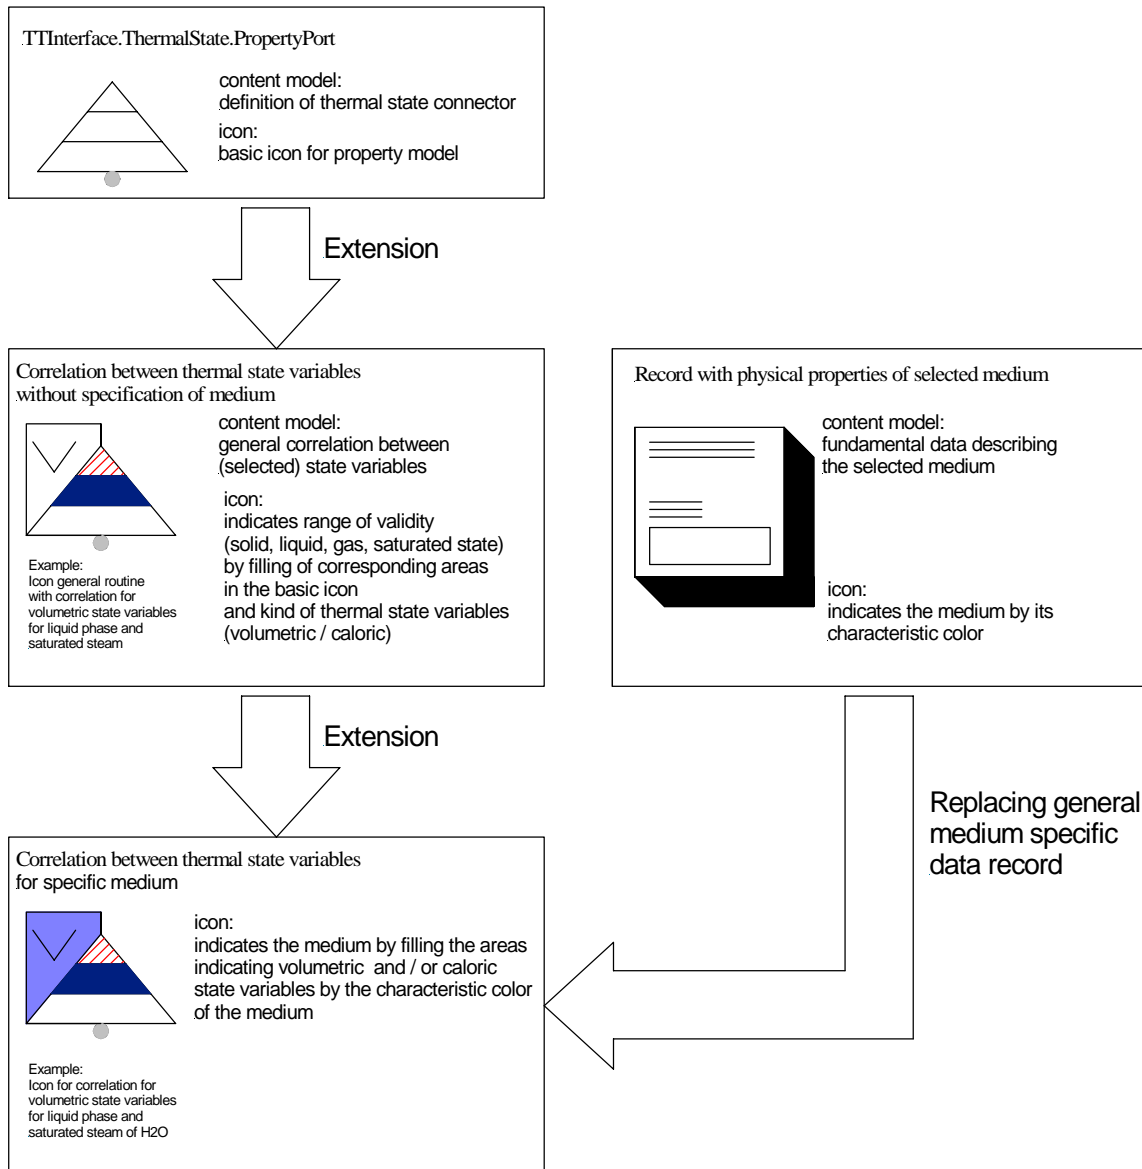 TTInterface.ThermalState.PropertyPort
content model:
definition of thermal state connector
icon:
basic icon for property model
Extension
Correlation between thermal state variables
without specification of medium
content model:
general correlation between
(selected) state variables
icon:
indicates range of validity
(solid, liquid, gas, saturated state)
by filling of corresponding areas
in the basic icon
and kind of thermal state variables
(volumetric / caloric)
Example:
Icon general routine
with correlation for
volumetric state variables
for liquid phase and
saturated steam
Record with physical properties of selected medium
content model:
fundamental data describing
the selected medium
icon:
indicates the medium by its
characteristic color
Extension
Replacing general
medium specific
data record
Correlation between thermal state variables
for specific medium
icon:
indicates the medium by filling the areas
indicating volumetric and / or caloric
state variables by the characteristic color
of the medium
Example:
Icon for correlation for
volumetric state variables
for liquid phase and
saturated steam of H2O